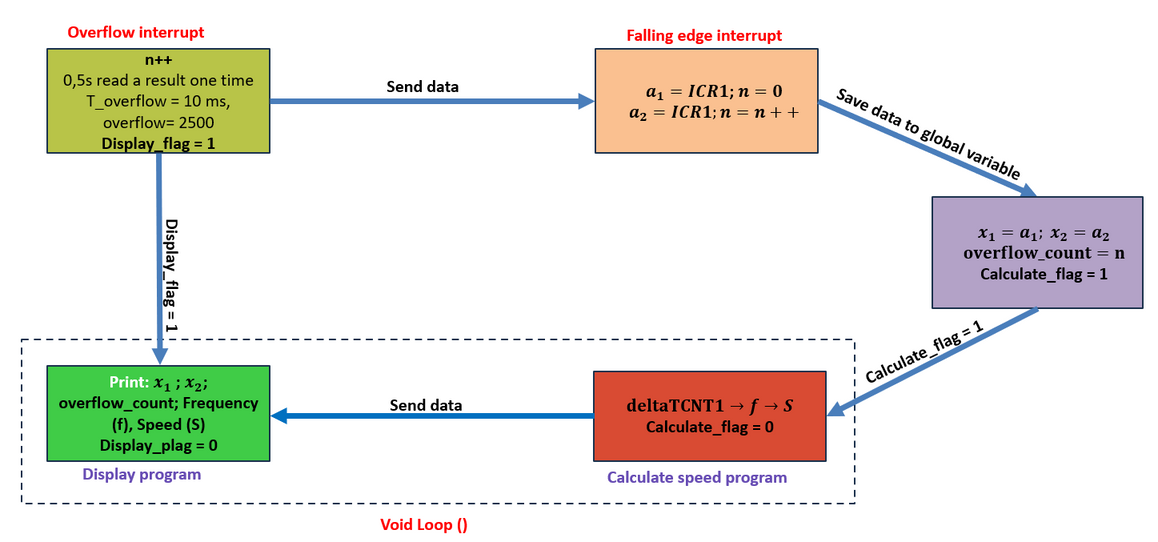 Overflow interrupt
n++
0,5s read a result one time
T_overflow = 10 ms,
overflow= 2500
Display_flag = 1
Send data
Falling edge interrupt
a₁ = ICR1; n = 0
a₂ = ICR1; n = n + +
Save data to global variable
x₁ = a₁; x₂ = a₂
overflow_count = n
Calculate_flag = 1
Display_flag = 1
Calculate_flag = 1
Print: x₁ ; x₂;
overflow_count; Frequency
(f), Speed (S)
Display_plag = 0
Display program
Send data
deltaTCNT1 → f → S
Calculate_flag = 0
Calculate speed program
Void Loop ()